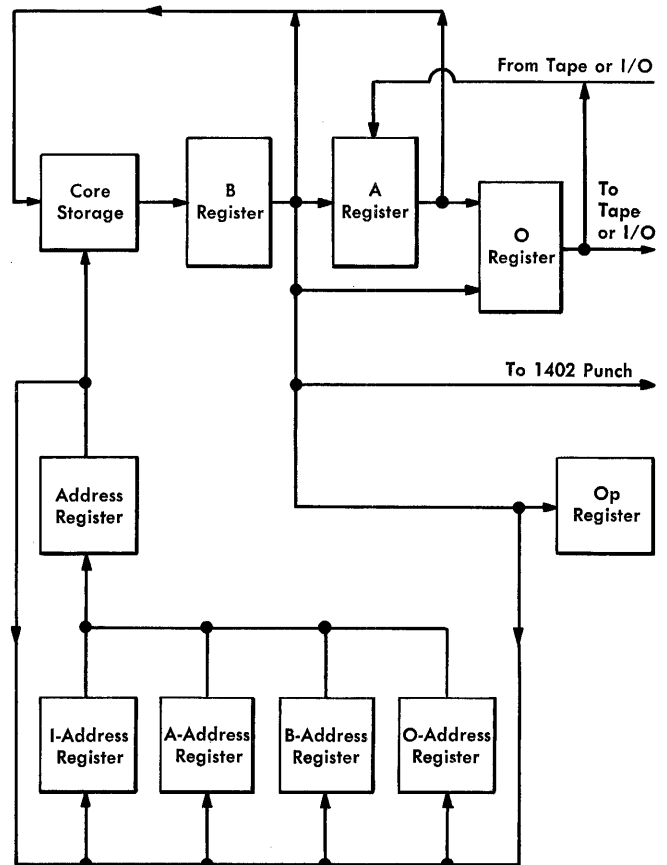 From Tape or I/O
Core
Storage
B
Register
A
Register
O
Register
To
Tape
or I/O
To 1402 Punch
Address
Register
Op
Register
I-Address
Register
A-Address
Register
B-Address
Register
O-Address
Register